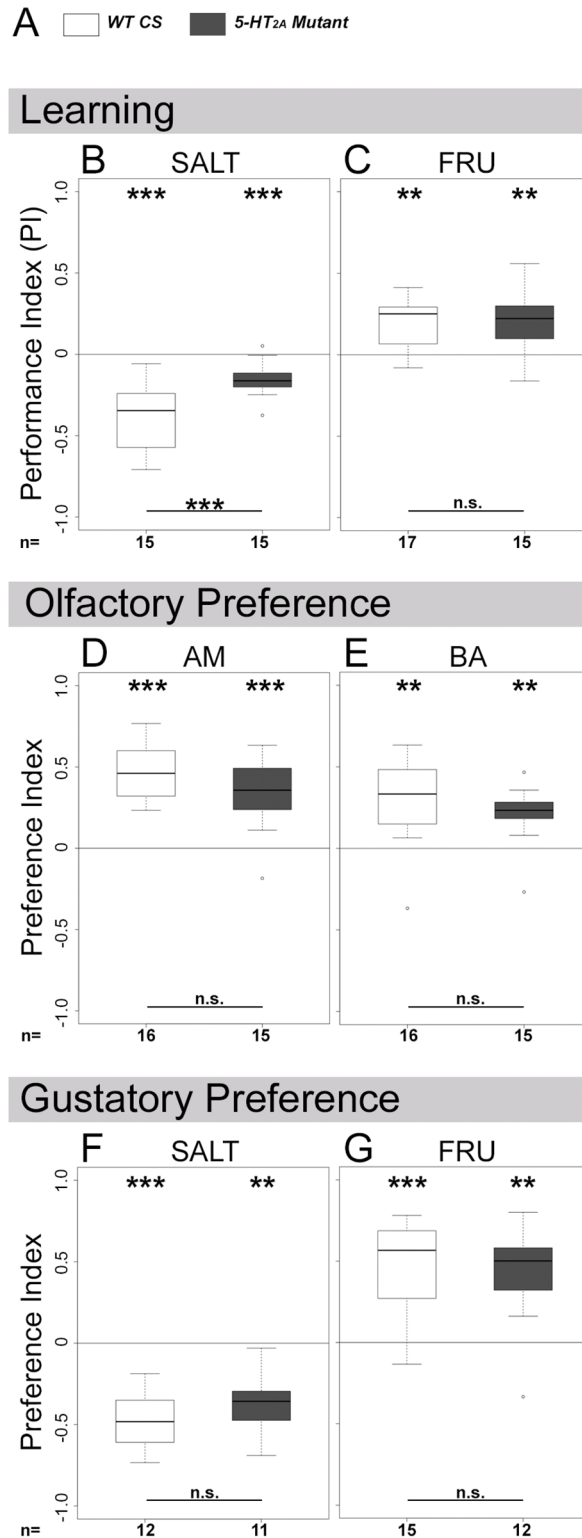 A WT CS 5-HT2A Mutant
Learning
B SALT C FRU
*** *** ** **
Performance Index (PI)
1.0
0.5
0
-0.5
-1.0
*** n.s.
n= 15 15 17 15
Olfactory Preference
D AM E BA
*** *** ** **
Preference Index
1.0
0.5
0
-0.5
-1.0
n.s. n.s.
n= 16 15 16 15
Gustatory Preference
F SALT G FRU
*** ** *** **
Preference Index
1.0
0.5
0
-0.5
-1.0
n.s. n.s.
n= 12 11 15 12